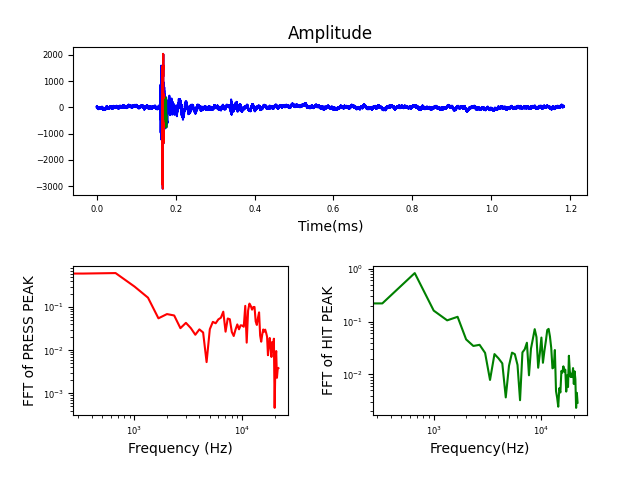 Amplitude
2000
1000
0
−1000
−2000
−3000
0.0 0.2 0.4 0.6 0.8 1.0 1.2
Time(ms)
FFT of PRESS PEAK
10⁻¹
10⁻²
10⁻³
10³ 10⁴
Frequency (Hz)
FFT of HIT PEAK
10⁰
10⁻¹
10⁻²
10³ 10⁴
Frequency(Hz)